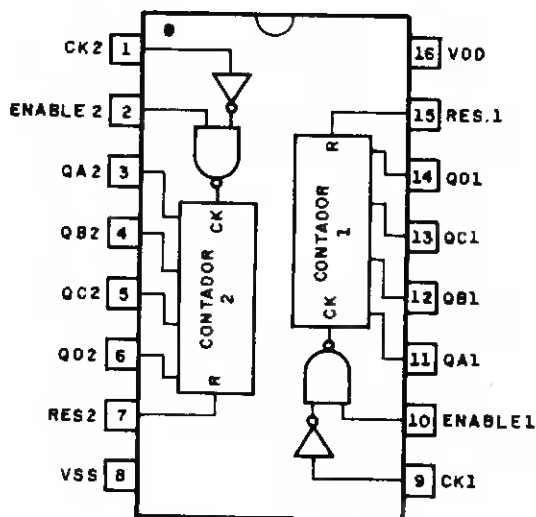 CK2 1
ENABLE 2 2
QA2 3
QB2 4
QC2 5
QD2 6
RES2 7
VSS 8
16 VDD
15 RES.1
14 QD1
13 QC1
12 QB1
11 QA1
10 ENABLE1
9 CK1
CK
CONTADOR
2
R
R
CONTADOR
1
CK